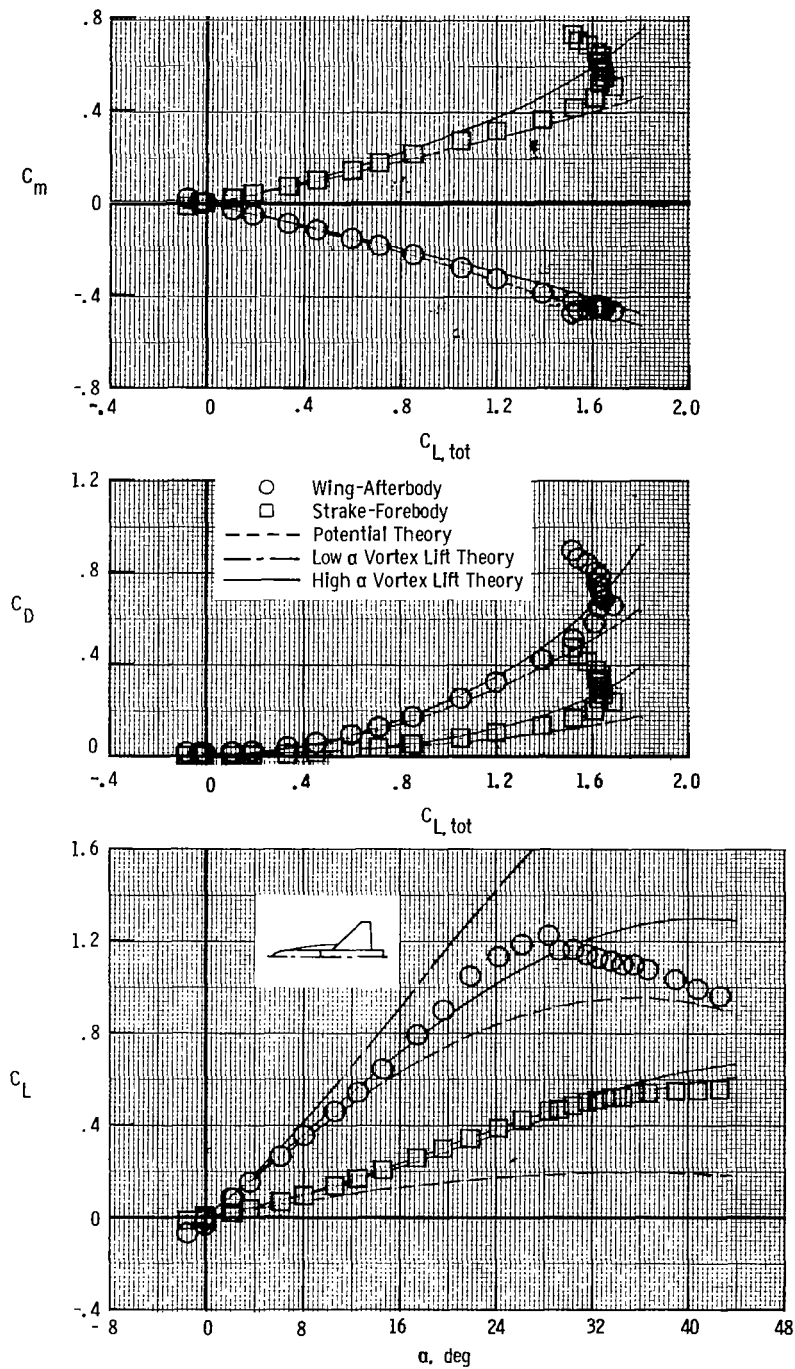 .8
.4
C_m
0
-.4
-.8
-.4 0 .4 .8 1.2 1.6 2.0
C_L, tot
1.2
○ Wing-Afterbody
□ Strake-Forebody
Potential Theory
Low α Vortex Lift Theory
High α Vortex Lift Theory
.8
C_D
.4
0
-.4 0 .4 .8 1.2 1.6 2.0
C_L, tot
1.6
1.2
.8
C_L
.4
0
-.4
-8 0 8 16 24 32 40 48
α, deg